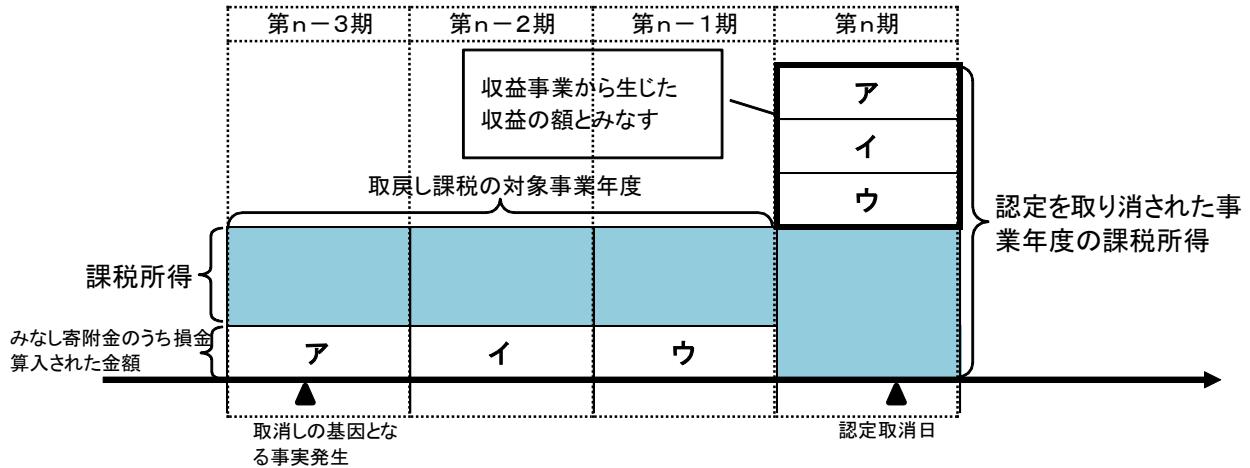 第n-3期
第n-2期
第n-1期
第n期
収益事業から生じた
収益の額とみなす
ア
イ
ウ
取戻し課税の対象事業年度
認定を取り消された事
業年度の課税所得
課税所得
みなし寄附金のうち損金
算入された金額
ア
イ
ウ
取消しの基因とな
る事実発生
認定取消日